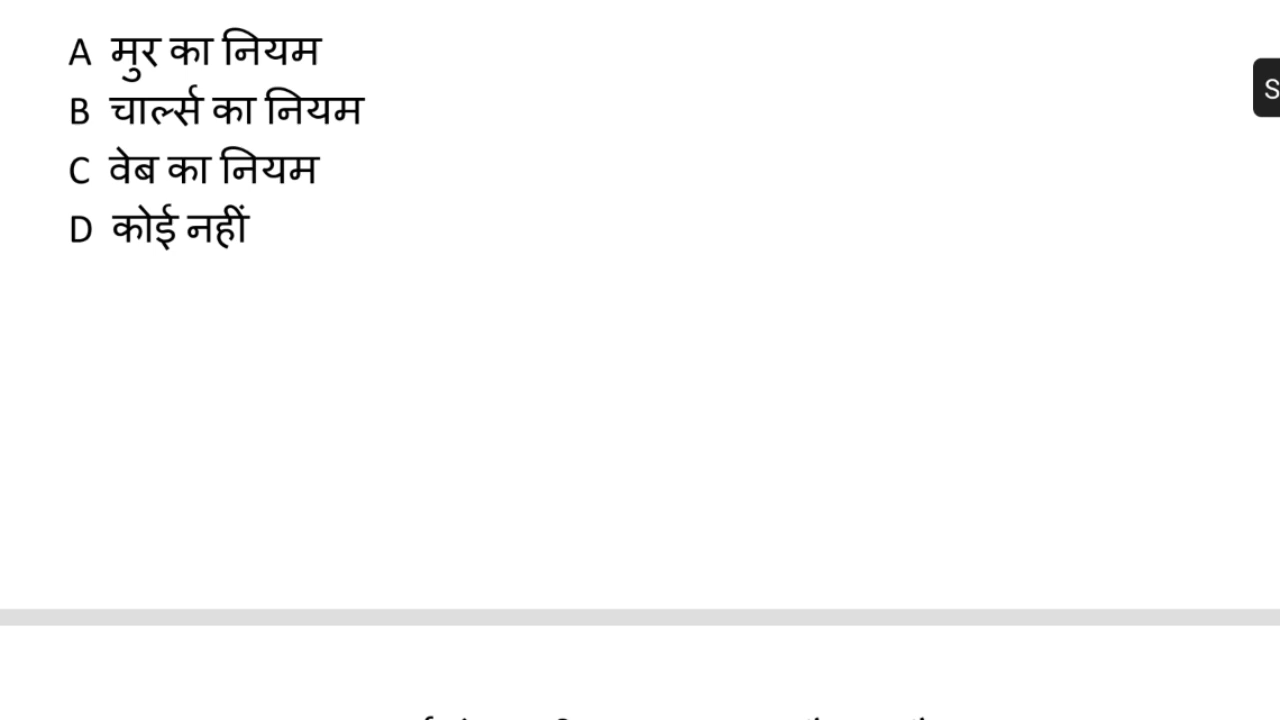 A मुर का नियम
B चार्ल्स का नियम
C वेब का नियम
D कोई नहीं
S